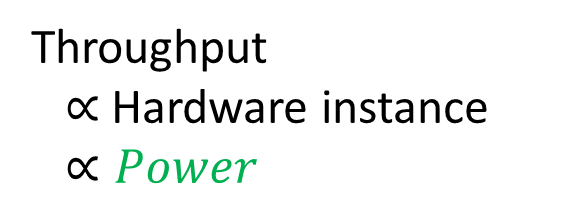 Throughput
∝ Hardware instance
∝ Power